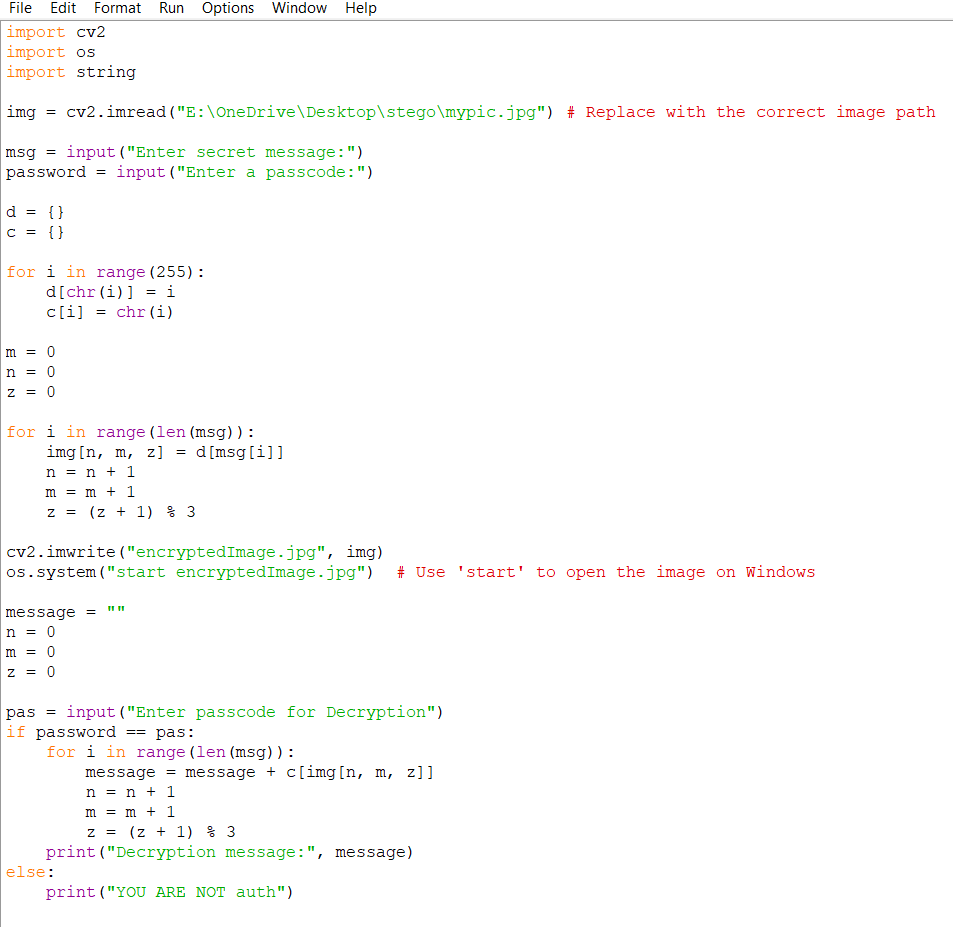 File Edit Format Run Options Window Help
import cv2
import os
import string
img = cv2.imread("E:\OneDrive\Desktop\stego\mypic.jpg") # Replace with the correct image path
msg = input("Enter secret message:")
password = input("Enter a passcode:")
d = {}
c = {}
for i in range(255):
    d[chr(i)] = i
    c[i] = chr(i)
m = 0
n = 0
z = 0
for i in range(len(msg)):
    img[n, m, z] = d[msg[i]]
    n = n + 1
    m = m + 1
    z = (z + 1) % 3
cv2.imwrite("encryptedImage.jpg", img)
os.system("start encryptedImage.jpg")  # Use 'start' to open the image on Windows
message = ""
n = 0
m = 0
z = 0
pas = input("Enter passcode for Decryption")
if password == pas:
    for i in range(len(msg)):
        message = message + c[img[n, m, z]]
        n = n + 1
        m = m + 1
        z = (z + 1) % 3
    print("Decryption message:", message)
else:
    print("YOU ARE NOT auth")